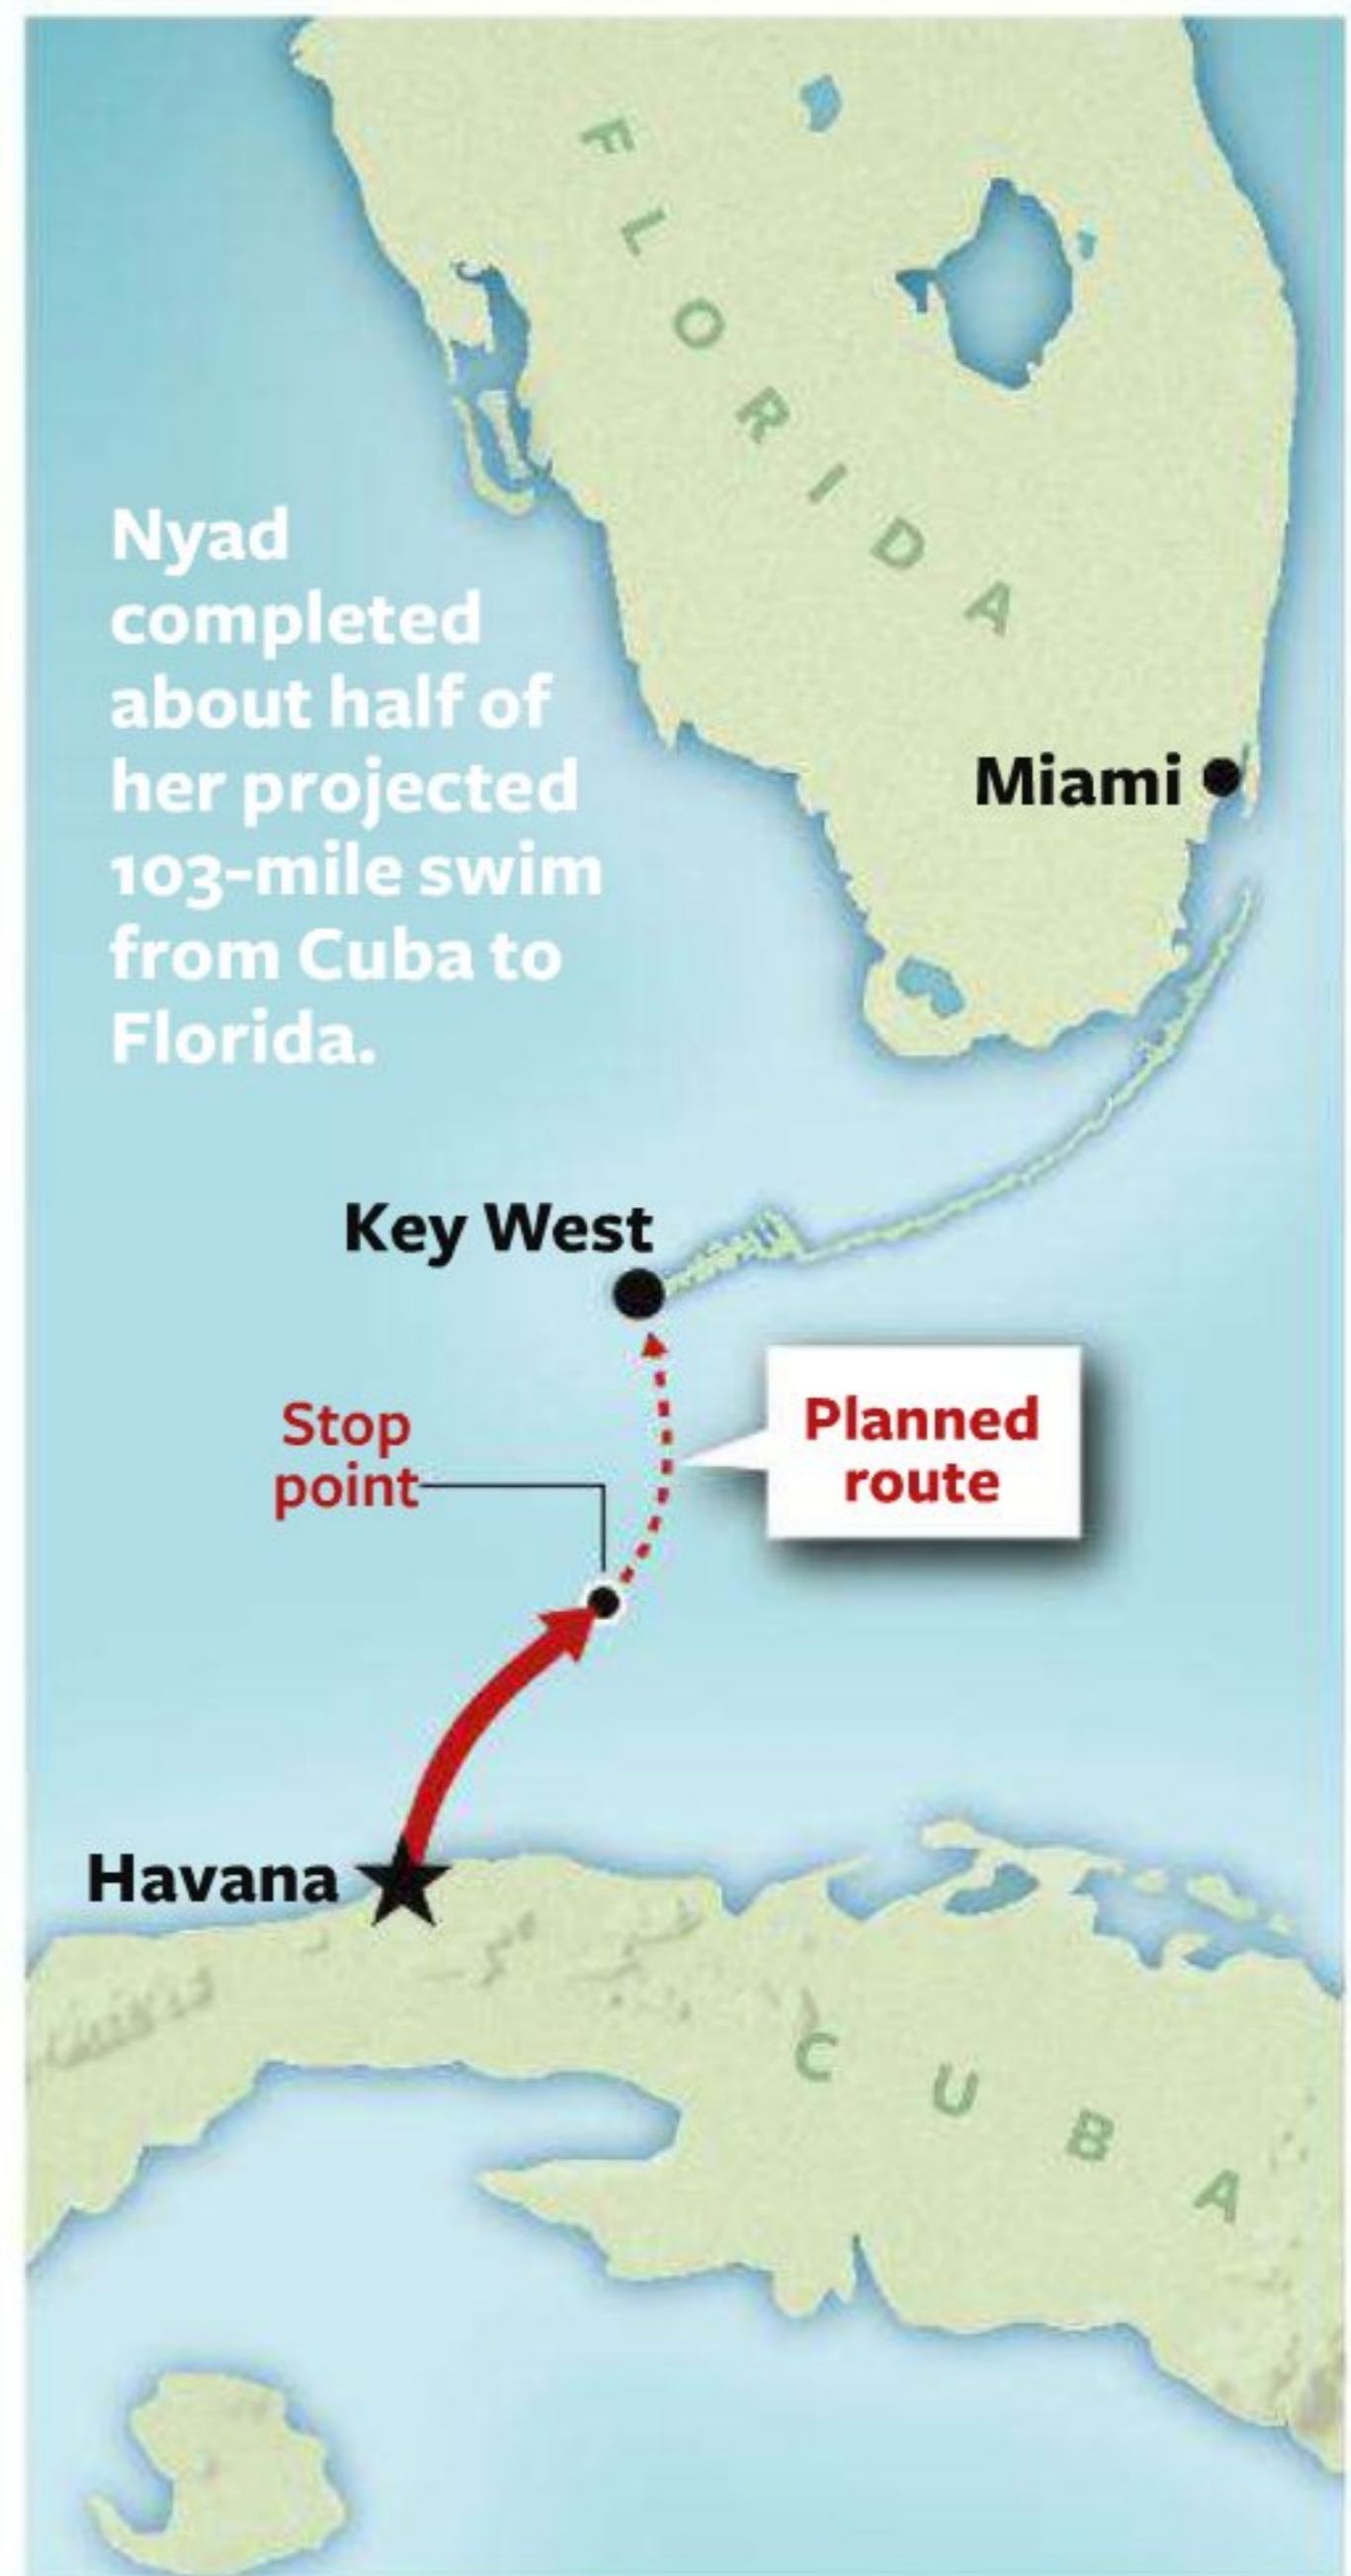 FLORIDA
Nyad
completed
about half of
her projected
103-mile swim
from Cuba to
Florida.
Miami
Key West
Stop
point
Planned
route
Havana
CUBA